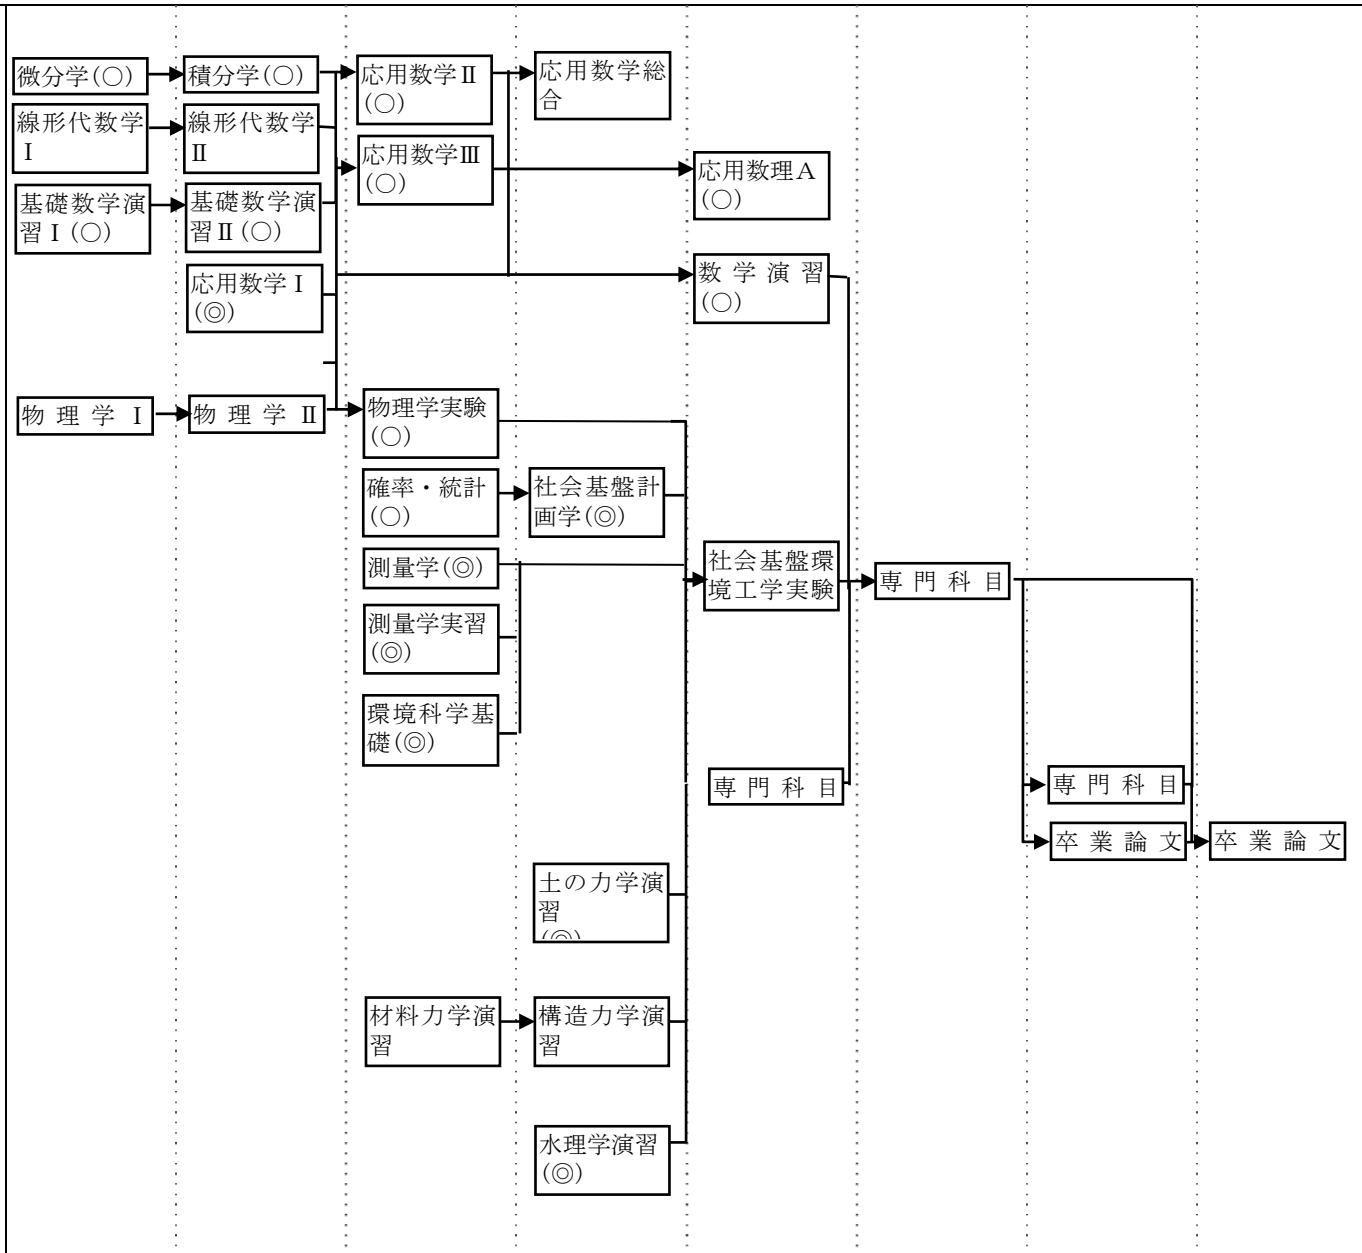 微分学(○)
積分学(○)
応用数学Ⅱ
(○)
応用数学総
合
線形代数学
Ⅰ
線形代数学
Ⅱ
応用数学Ⅲ
(○)
応用数理A
(○)
基礎数学演
習Ⅰ(○)
基礎数学演
習Ⅱ(○)
応用数学Ⅰ
(◎)
数学演習
(○)
物理学Ⅰ
物理学Ⅱ
物理学実験
(○)
確率・統計
(○)
社会基盤計
画学(◎)
測量学(◎)
社会基盤環
境工学実験
専門科目
測量学実習
(◎)
環境科学基
礎(◎)
専門科目
専門科目
卒業論文
卒業論文
土の力学演
習
(◎)
材料力学演
習
構造力学演
習
水理学演習
(◎)